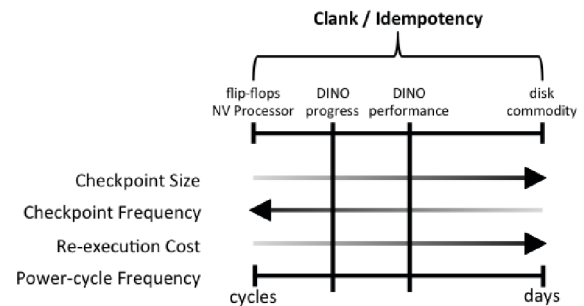 Clank / Idempotency
flip-flops DINO DINO disk
NV Processor progress performance commodity
Checkpoint Size
Checkpoint Frequency
Re-execution Cost
Power-cycle Frequency
cycles days